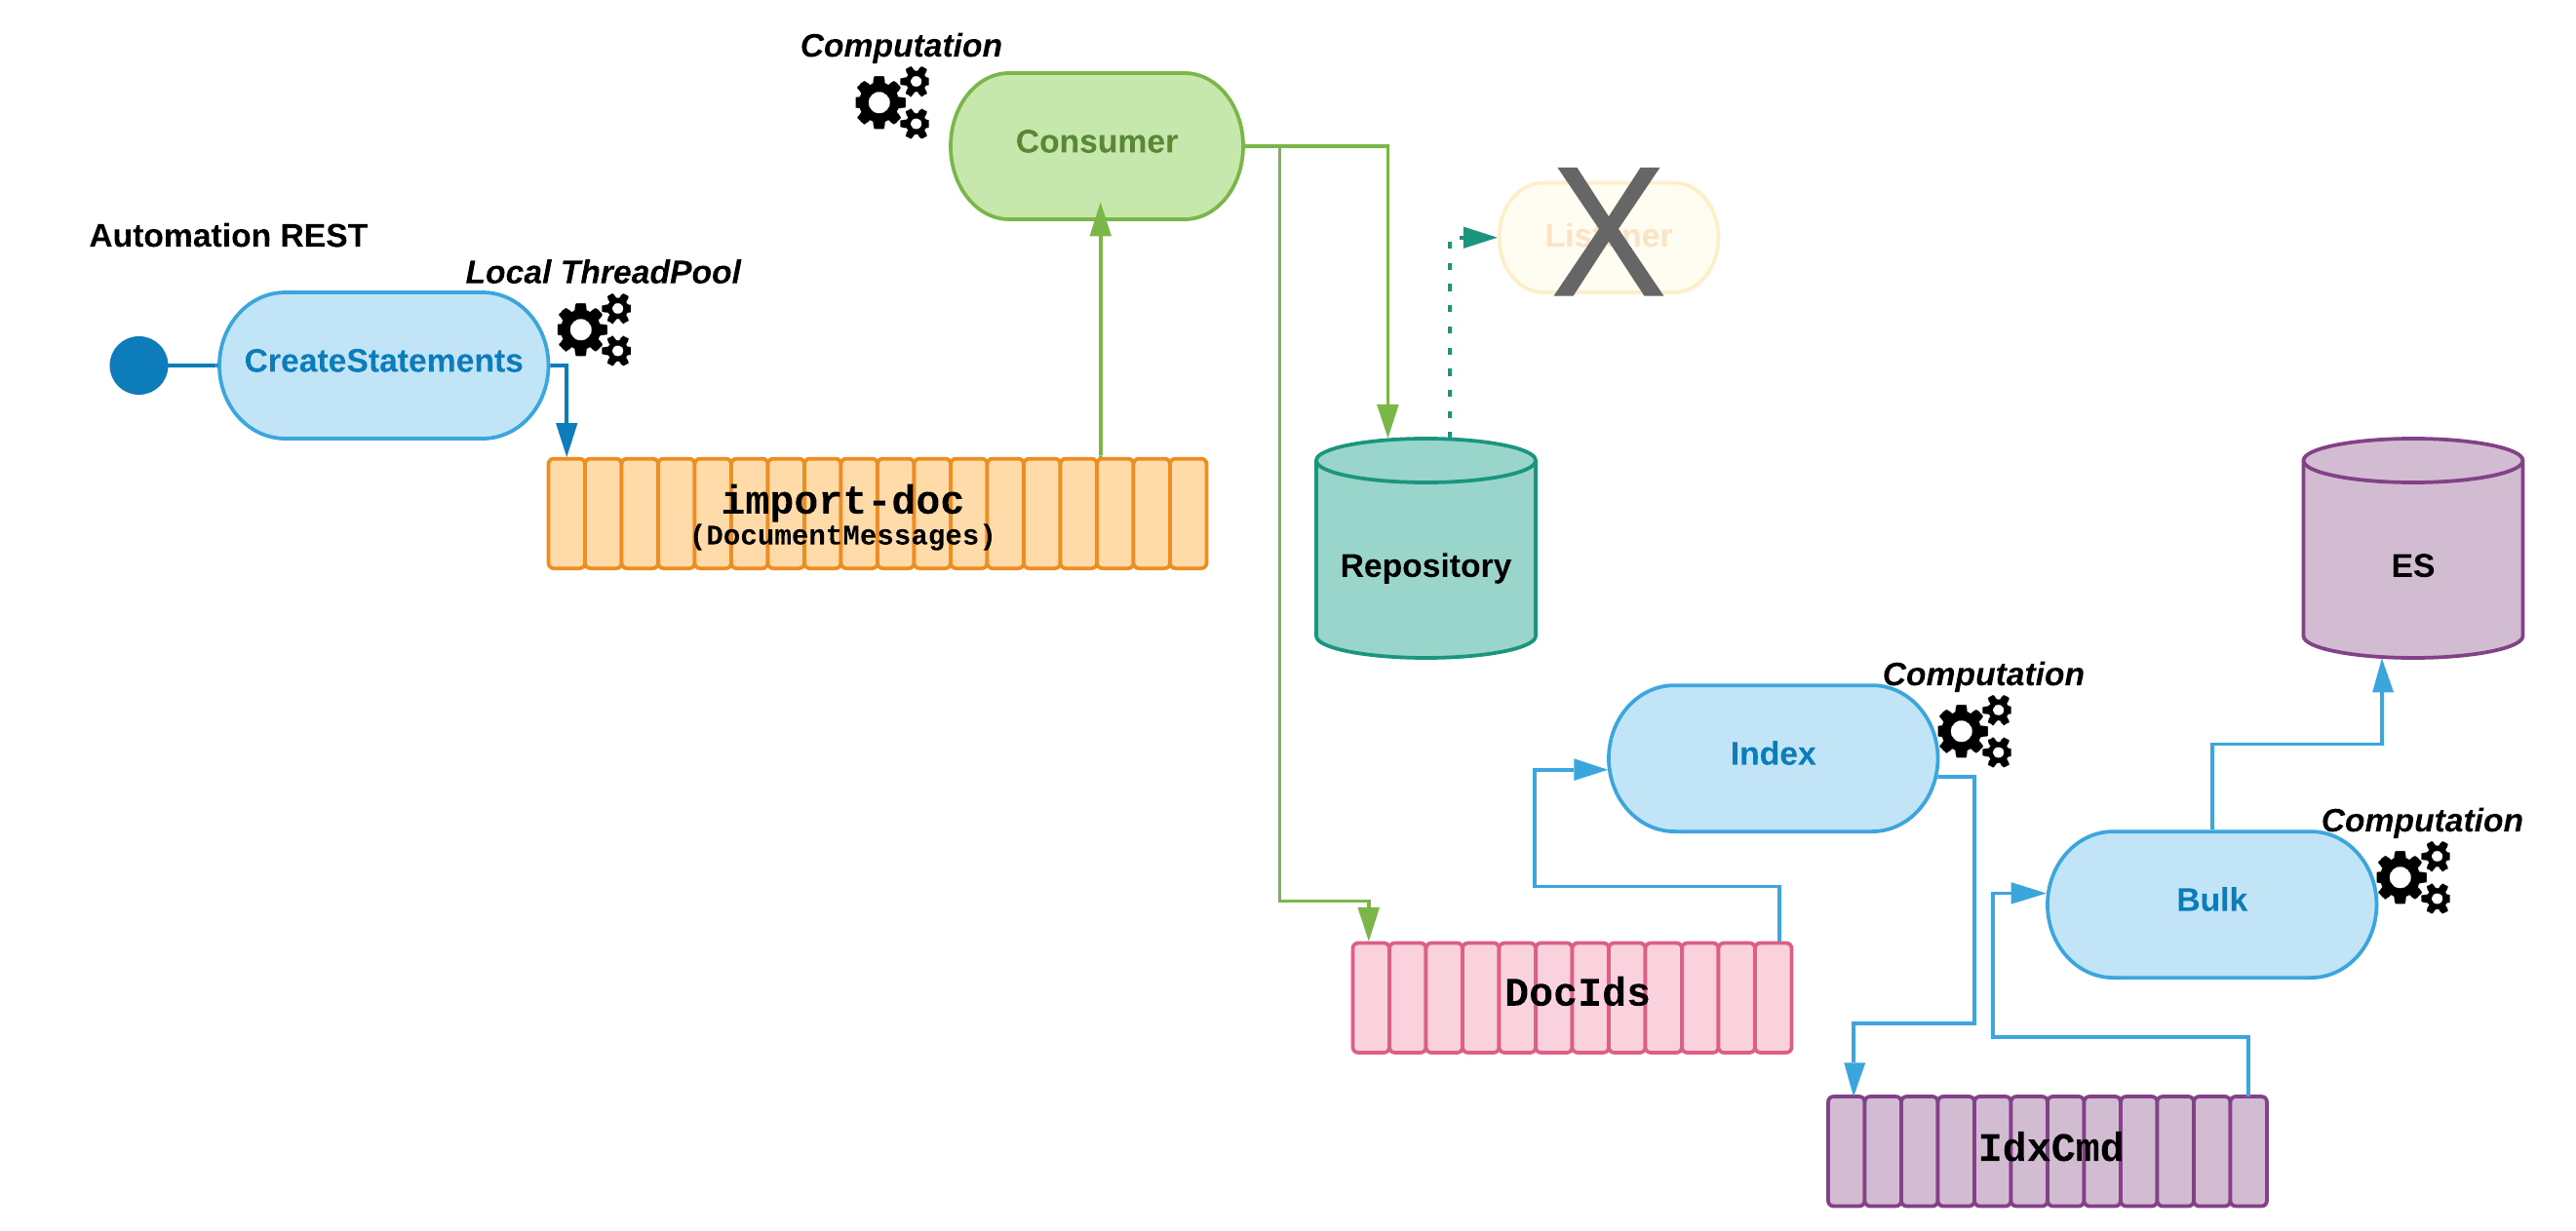 Computation
Consumer
Automation REST
Local ThreadPool
CreateStatements
Listener
import-doc
(DocumentMessages)
Repository
ES
Computation
Index
Computation
Bulk
DocIds
IdxCmd